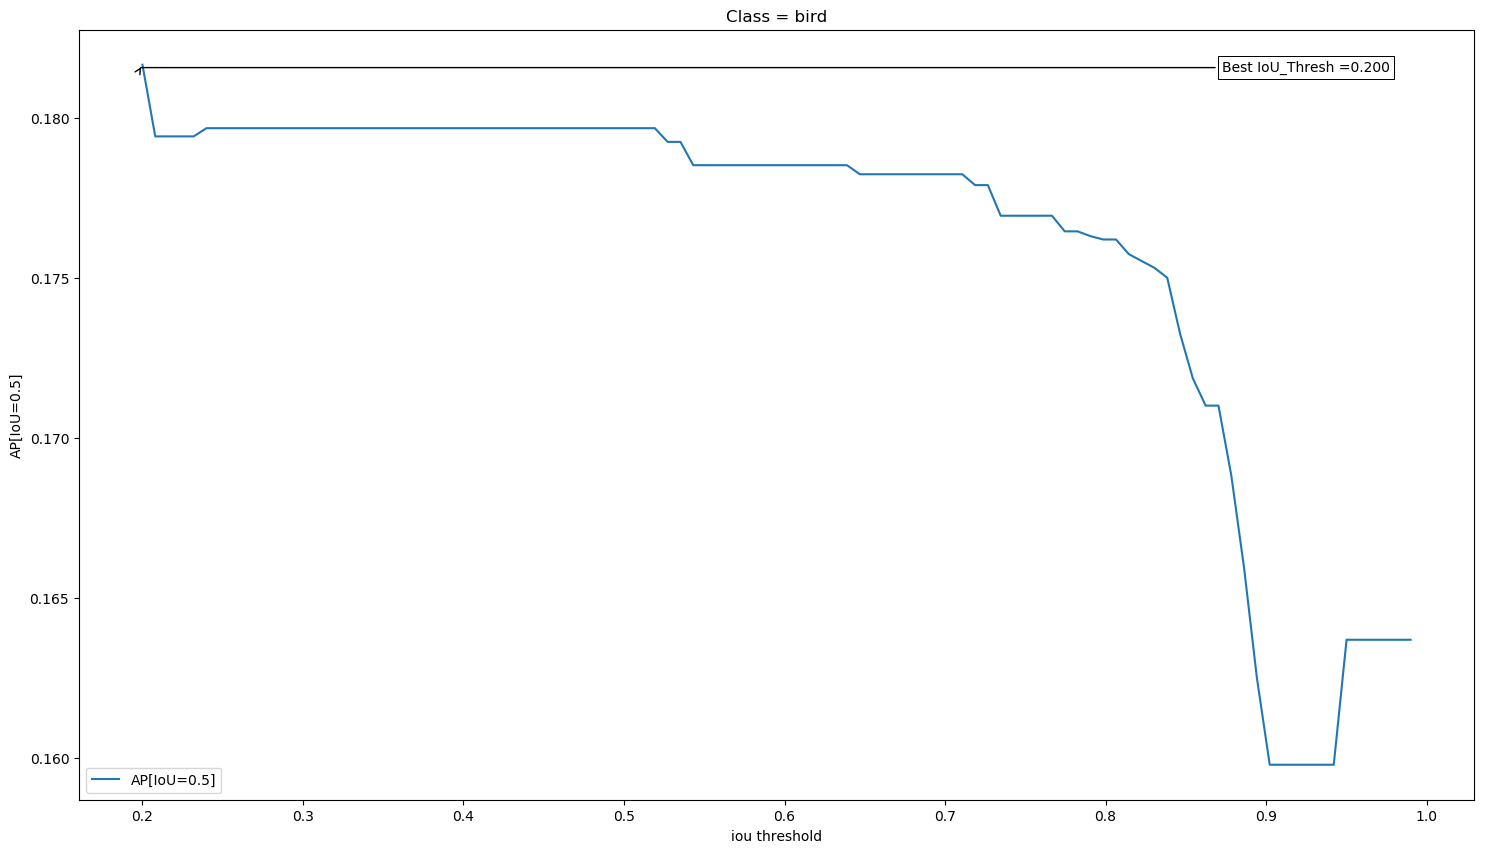 Class = bird
Best IoU_Thresh =0.200
0.180
0.175
0.170
0.165
0.160
AP[IoU=0.5]
AP[IoU=0.5]
0.2 0.3 0.4 0.5 0.6 0.7 0.8 0.9 1.0
iou threshold